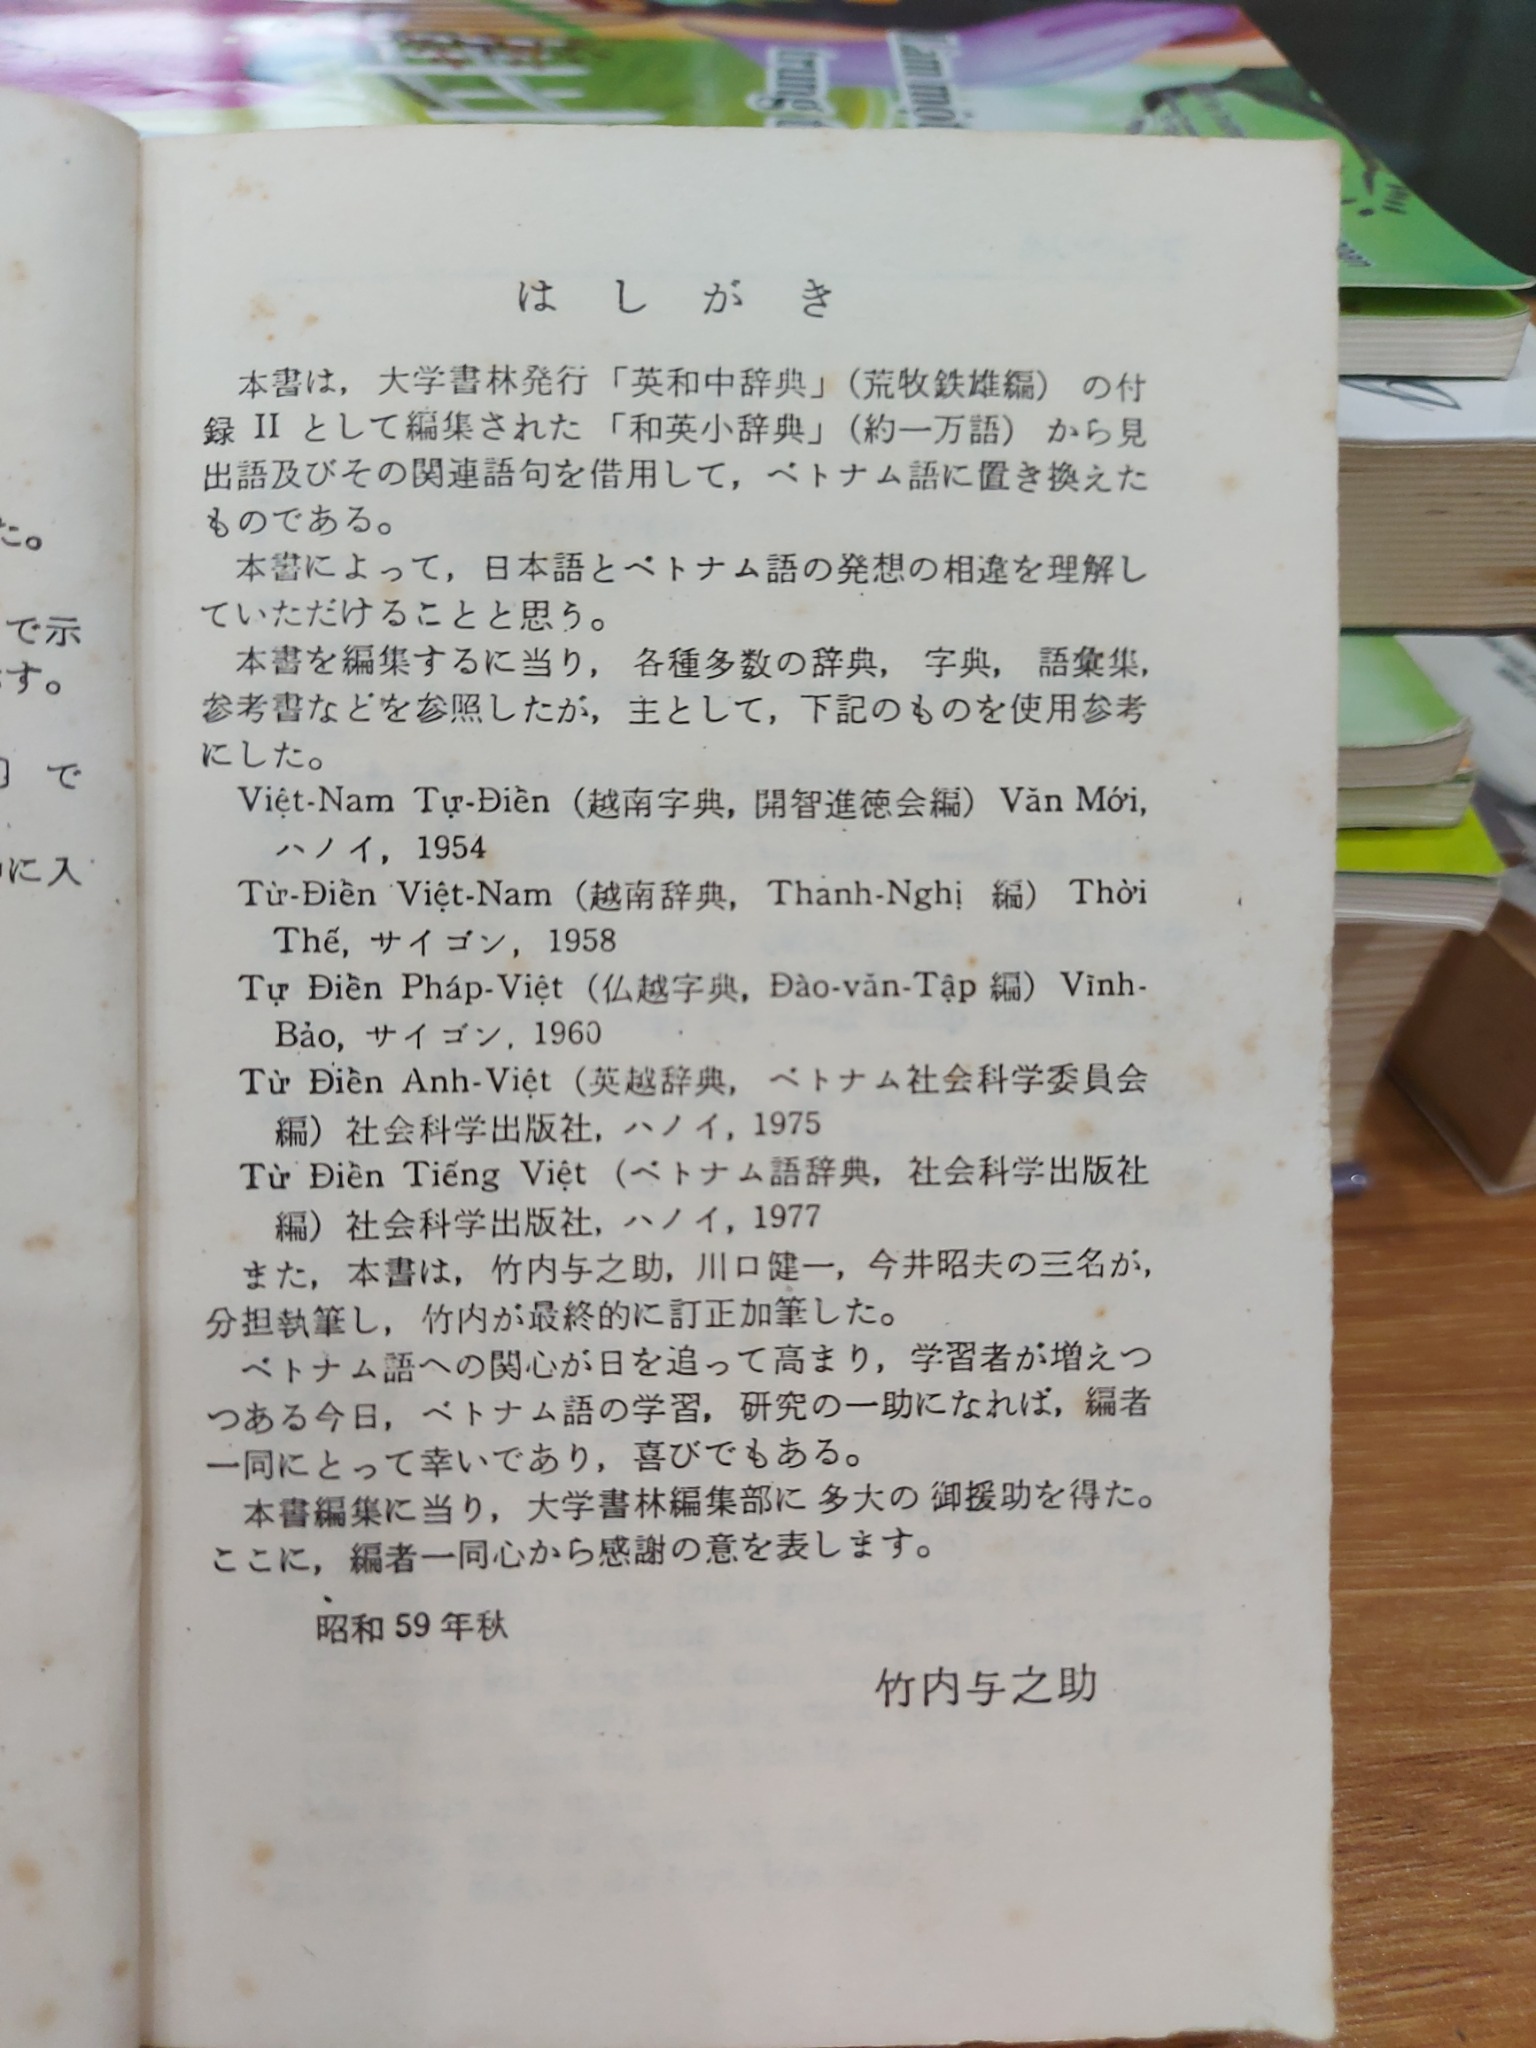 はしがき
本書は，大学書林発行「英和中辞典」（荒牧鉄雄編）の付
録 II として編集された「和英小辞典」（約一万語）から見
出語及びその関連語句を借用して，ベトナム語に置き換えた
ものである。
本書によって，日本語とベトナム語の発想の相違を理解し
ていただけることと思う。
本書を編集するに当り，各種多数の辞典，字典，語彙集，
参考書などを参照したが，主として，下記のものを使用参考
にした。
Việt-Nam Tự-Điển（越南字典，開智進徳会編）Văn Mới,
ハノイ，1954
Từ-Điển Việt-Nam（越南辞典，Thanh-Nghị 編）Thời
Thế, サイゴン，1958
Tự Điển Pháp-Việt（仏越字典，Đào-văn-Tập 編）Vĩnh-
Bảo, サイゴン，1960
Từ Điển Anh-Việt（英越辞典，ベトナム社会科学委員会
編）社会科学出版社，ハノイ，1975
Từ Điển Tiếng Việt（ベトナム語辞典，社会科学出版社
編）社会科学出版社，ハノイ，1977
また，本書は，竹内与之助，川口健一，今井昭夫の三名が，
分担執筆し，竹内が最終的に訂正加筆した。
ベトナム語への関心が日を追って高まり，学習者が増えつ
つある今日，ベトナム語の学習，研究の一助になれば，編者
一同にとって幸いであり，喜びでもある。
本書編集に当り，大学書林編集部に多大の御援助を得た。
ここに，編者一同心から感謝の意を表します。
昭和 59 年秋
竹内与之助
た。
で示
す。
で
に入